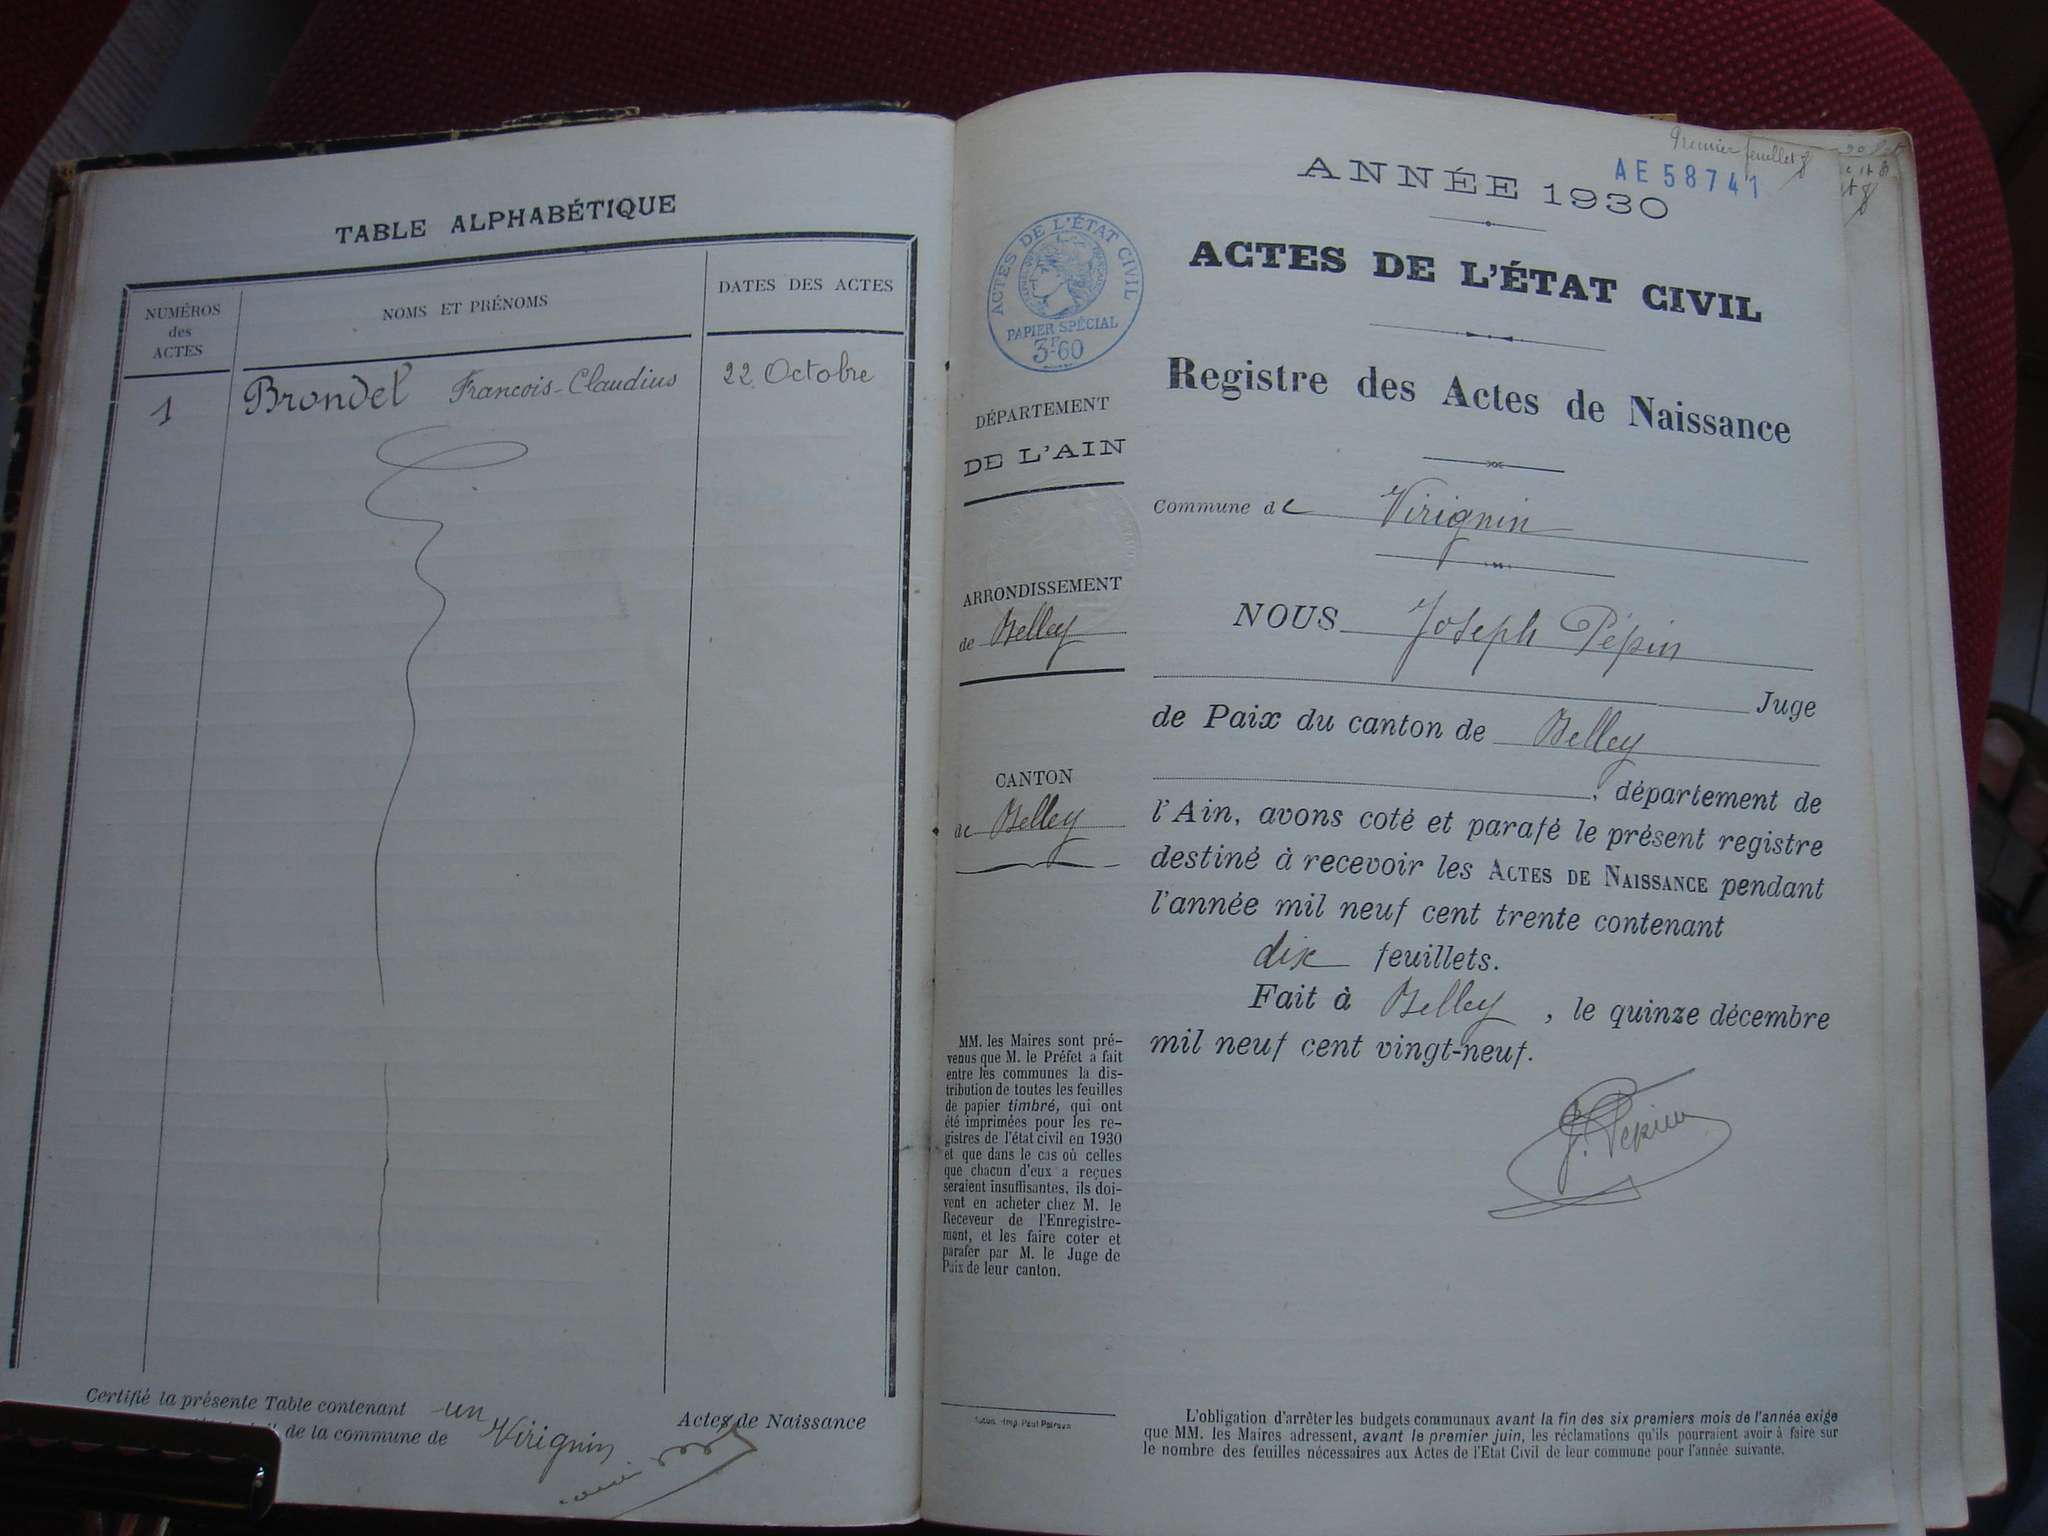 TABLE ALPHABÉTIQUE
NUMÉROS
des
ACTES
NOMS ET PRÉNOMS
DATES DES ACTES
1 Brondel François-Claudius 22 Octobre
Certifié la présente Table contenant un Actes de Naissance
de la commune de Virignin
Premier feuillet
ANNÉE 1930
AE 58741
ACTES DE L'ÉTAT CIVIL
PAPIER SPÉCIAL
3F-60
ACTES DE L'ÉTAT CIVIL
Registre des Actes de Naissance
DÉPARTEMENT
DE L'AIN
Commune de Virignin
ARRONDISSEMENT
de Belley
NOUS Joseph Pépin
Juge
de Paix du canton de Belley
CANTON
de Belley
, département de
l'Ain, avons coté et parafé le présent registre
destiné à recevoir les ACTES DE NAISSANCE pendant
l'année mil neuf cent trente contenant
dix feuillets.
Fait à Belley, le quinze décembre
mil neuf cent vingt-neuf.
J. Pépin
MM. les Maires sont pré-
venus que M. le Préfet a fait
entre les communes la dis-
tribution de toutes les feuilles
de papier timbré, qui ont
été imprimées pour les re-
gistres de l'état civil en 1930
et que dans le cas où celles
que chacun d'eux a reçues
seraient insuffisantes, ils doi-
vent en acheter chez M. le
Receveur de l'Enregistre-
ment, et les faire coter et
parafer par M. le Juge de
Paix de leur canton.
L'obligation d'arrêter les budgets communaux avant la fin des six premiers mois de l'année exige
que MM. les Maires adressent, avant le premier juin, les réclamations qu'ils pourraient avoir à faire sur
le nombre des feuilles nécessaires aux Actes de l'Etat Civil de leur commune pour l'année suivante.